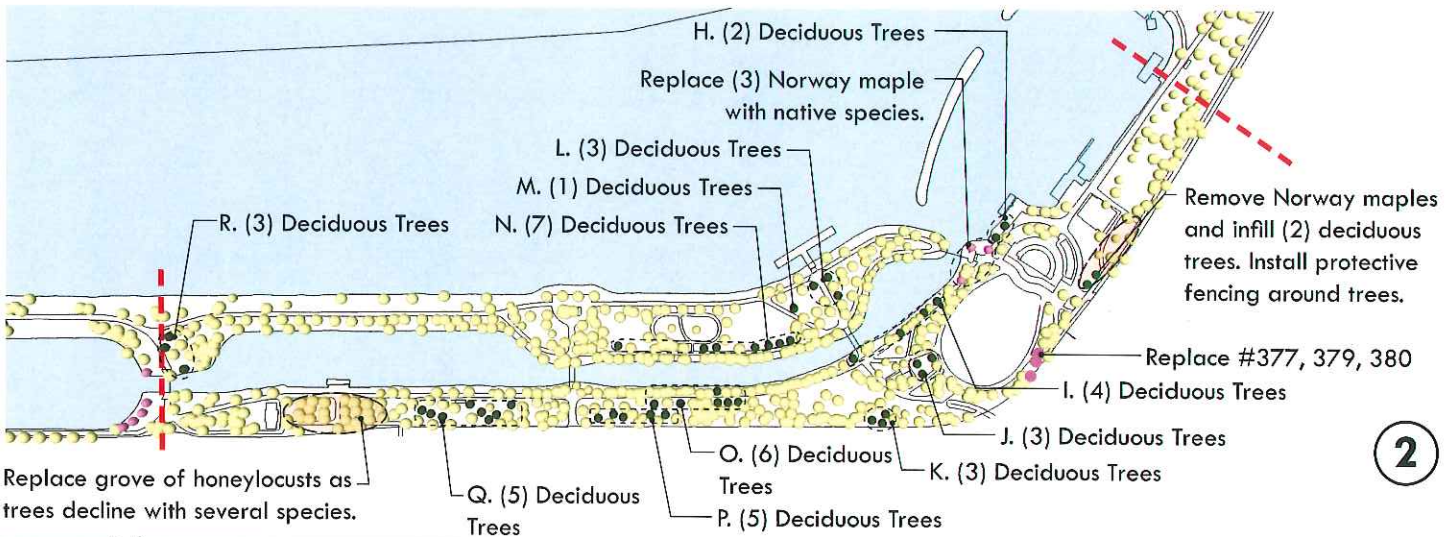 H. (2) Deciduous Trees
Replace (3) Norway maple
with native species.
L. (3) Deciduous Trees
M. (1) Deciduous Trees
R. (3) Deciduous Trees
N. (7) Deciduous Trees
Remove Norway maples
and infill (2) deciduous
trees. Install protective
fencing around trees.
Replace #377, 379, 380
I. (4) Deciduous Trees
J. (3) Deciduous Trees
K. (3) Deciduous Trees
O. (6) Deciduous
Trees
P. (5) Deciduous Trees
Q. (5) Deciduous
Trees
Replace grove of honeylocusts as
trees decline with several species.
2